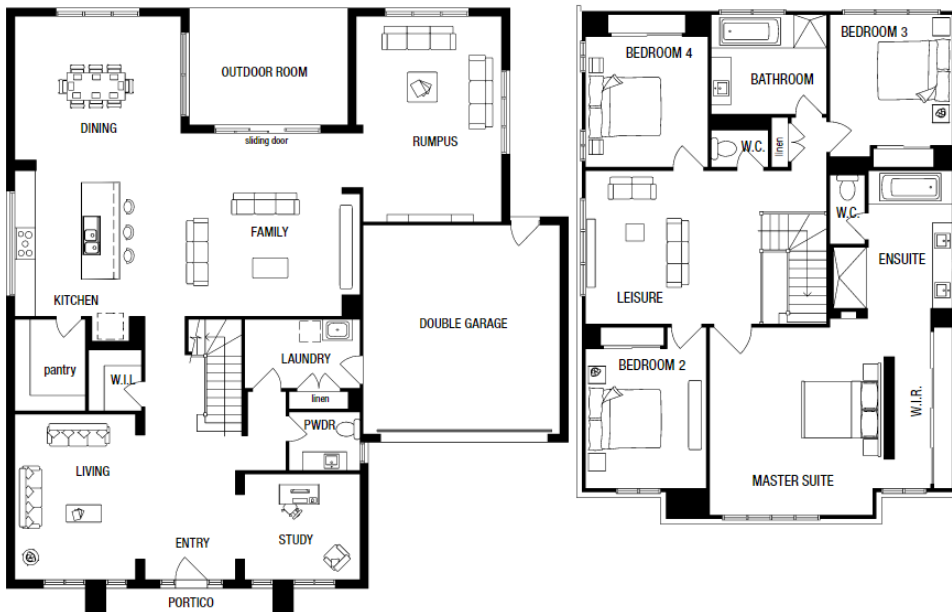 OUTDOOR ROOM
DINING
sliding door
RUMPUS
FAMILY
KITCHEN
DOUBLE GARAGE
pantry
W.I.L
LAUNDRY
linen
PWDR
LIVING
STUDY
ENTRY
PORTICO
BEDROOM 4
BEDROOM 3
BATHROOM
W.C.
linen
W.C.
ENSUITE
LEISURE
BEDROOM 2
W.I.R.
MASTER SUITE